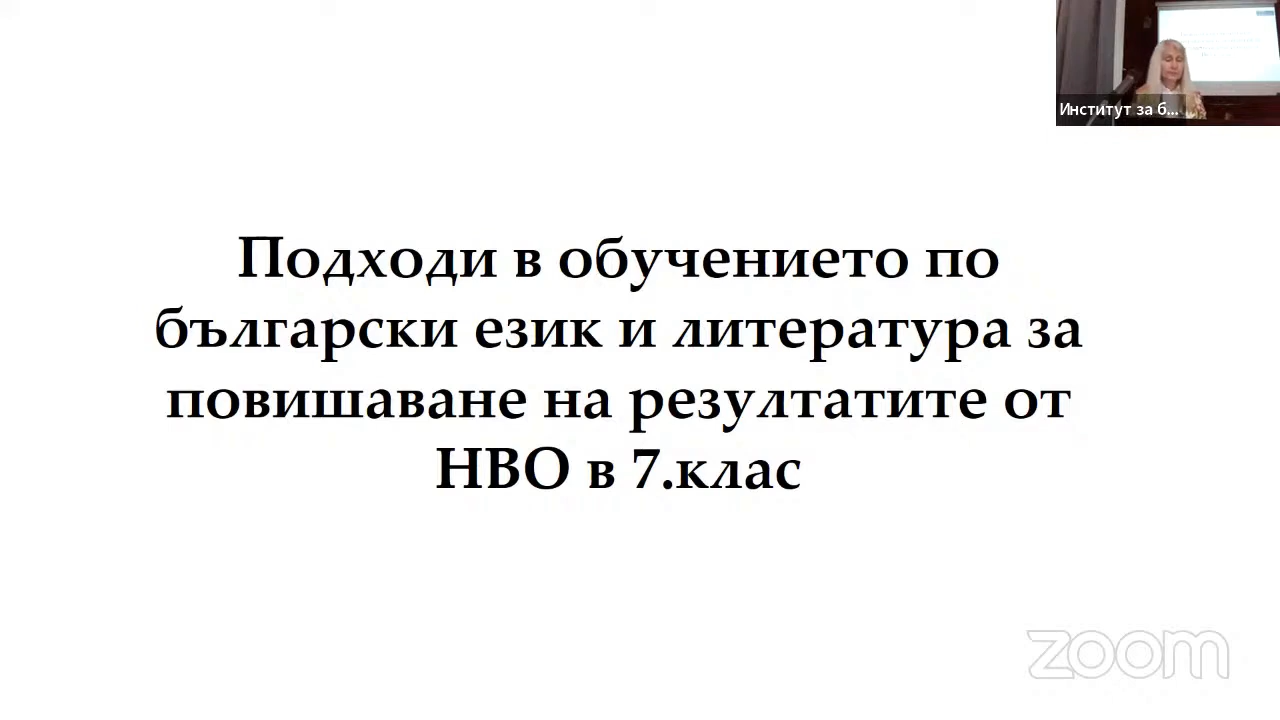 Институт за б...
Подходи в обучението по
български език и литература за
повишаване на резултатите от
НВО в 7.клас
zoom